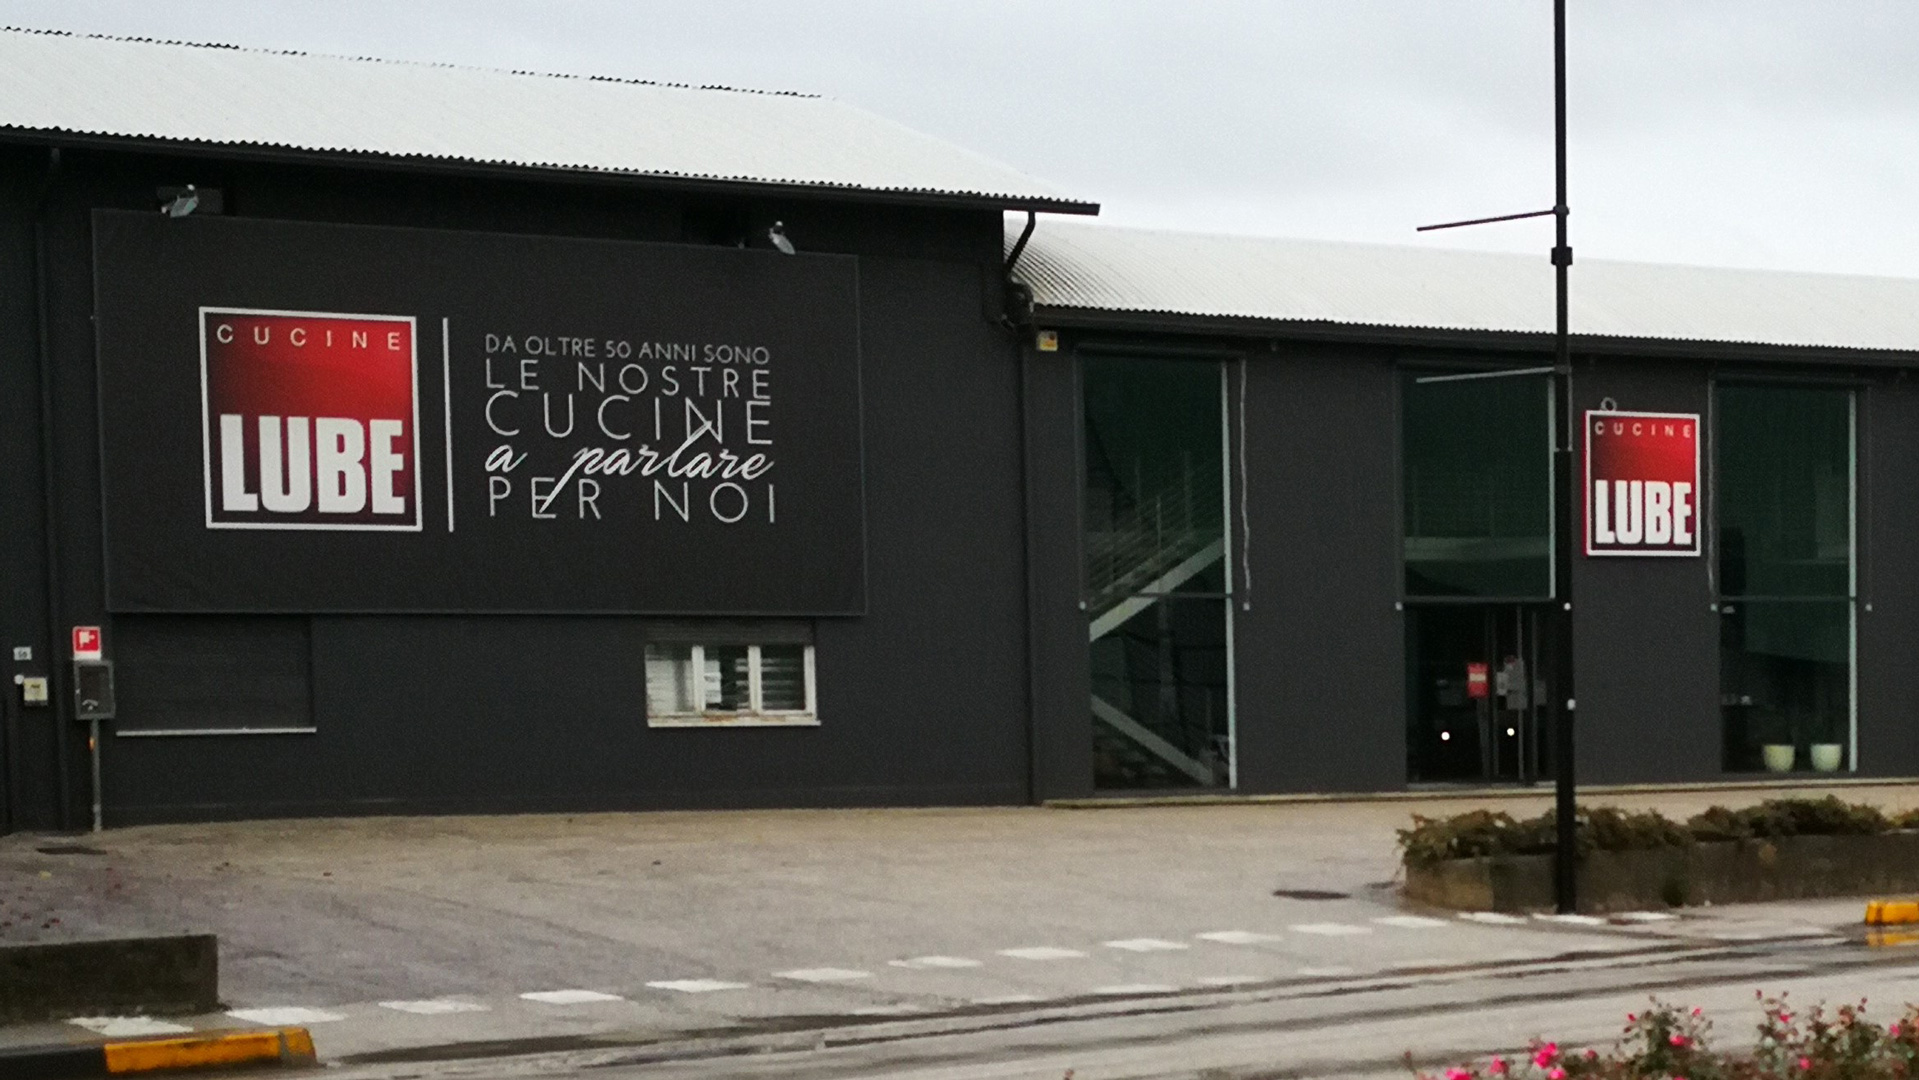 CUCINE
LUBE
DA OLTRE 50 ANNI SONO
LE NOSTRE
CUCINE
a parlare
PER NOI
CUCINE
LUBE